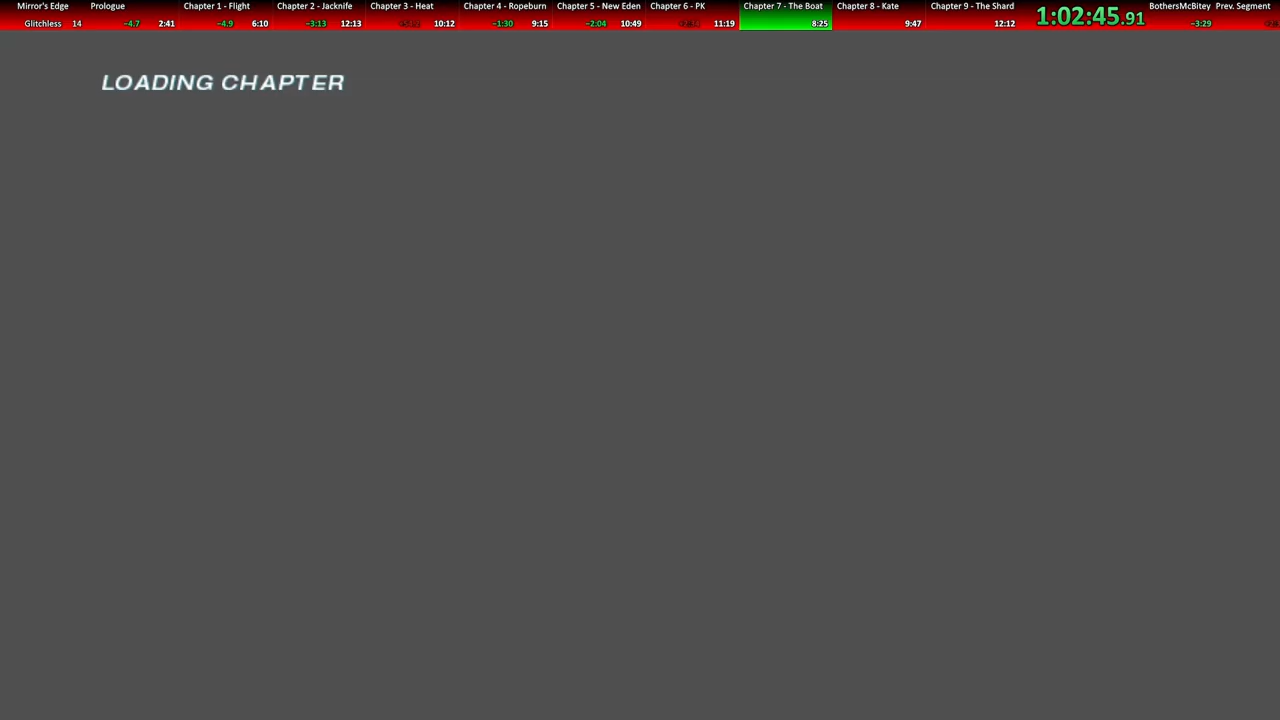 Mirror's Edge Prologue Chapter 1 - Flight Chapter 2 - Jacknife Chapter 3 - Heat Chapter 4 - Ropeburn Chapter 5 - New Eden Chapter 6 - PK Chapter 7 - The Boat Chapter 8 - Kate Chapter 9 - The Shard 1:02:45.91 BothersMcBitey Prev. Segment
Glitchless 14 −4.7 2:41 −4.9 6:10 −3:13 12:13 10:12 −1:30 9:15 −2.04 10:49 11:19 8:25 9:47 12:12 −3:29
LOADING CHAPTER